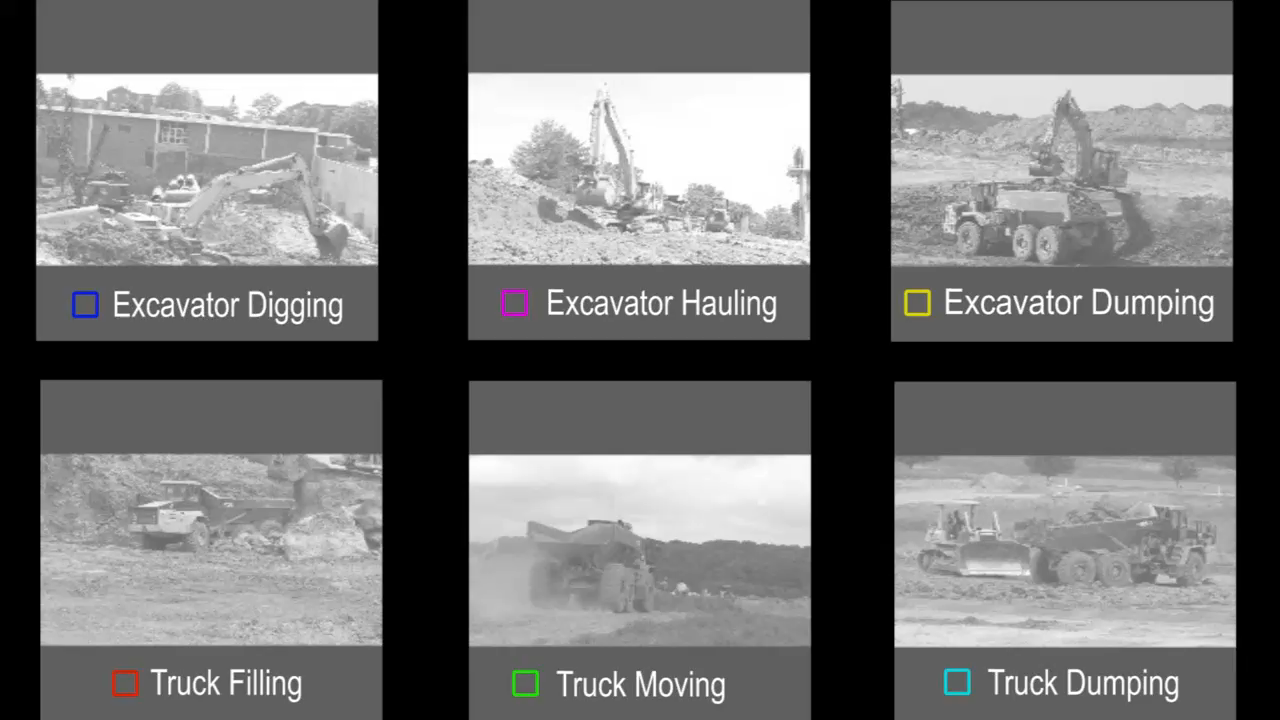 Excavator Digging
Excavator Hauling
Excavator Dumping
Truck Filling
Truck Moving
Truck Dumping